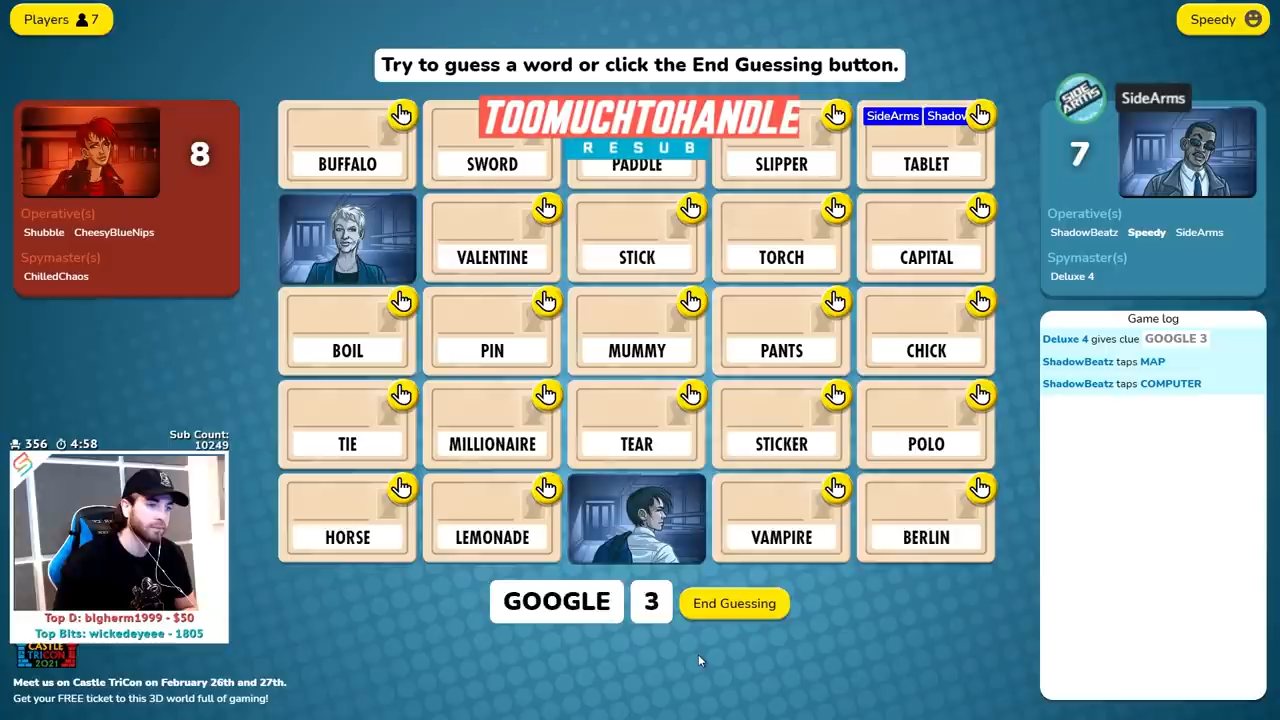 Players 7
Speedy
Try to guess a word or click the End Guessing button.
8
Operative(s)
Shubble CheesyBlueNips
Spymaster(s)
ChilledChaos
TOOMUCHTOHANDLE
RESUB
SideArms Shadow
BUFFALO
SWORD
PADDLE
SLIPPER
TABLET
VALENTINE
STICK
TORCH
CAPITAL
BOIL
PIN
MUMMY
PANTS
CHICK
TIE
MILLIONAIRE
TEAR
STICKER
POLO
HORSE
LEMONADE
VAMPIRE
BERLIN
GOOGLE
3
End Guessing
SIDE ARMS
SideArms
7
Operative(s)
ShadowBeatz Speedy SideArms
Spymaster(s)
Deluxe 4
Game log
Deluxe 4 gives clue GOOGLE 3
ShadowBeatz taps MAP
ShadowBeatz taps COMPUTER
356 4:58
Sub Count:
10249
Top D: bigherm1999 - $50
Top Bits: wickedyeee - 1805
CASTLE
TRICON
2021
Meet us on Castle TriCon on February 26th and 27th.
Get your FREE ticket to this 3D world full of gaming!